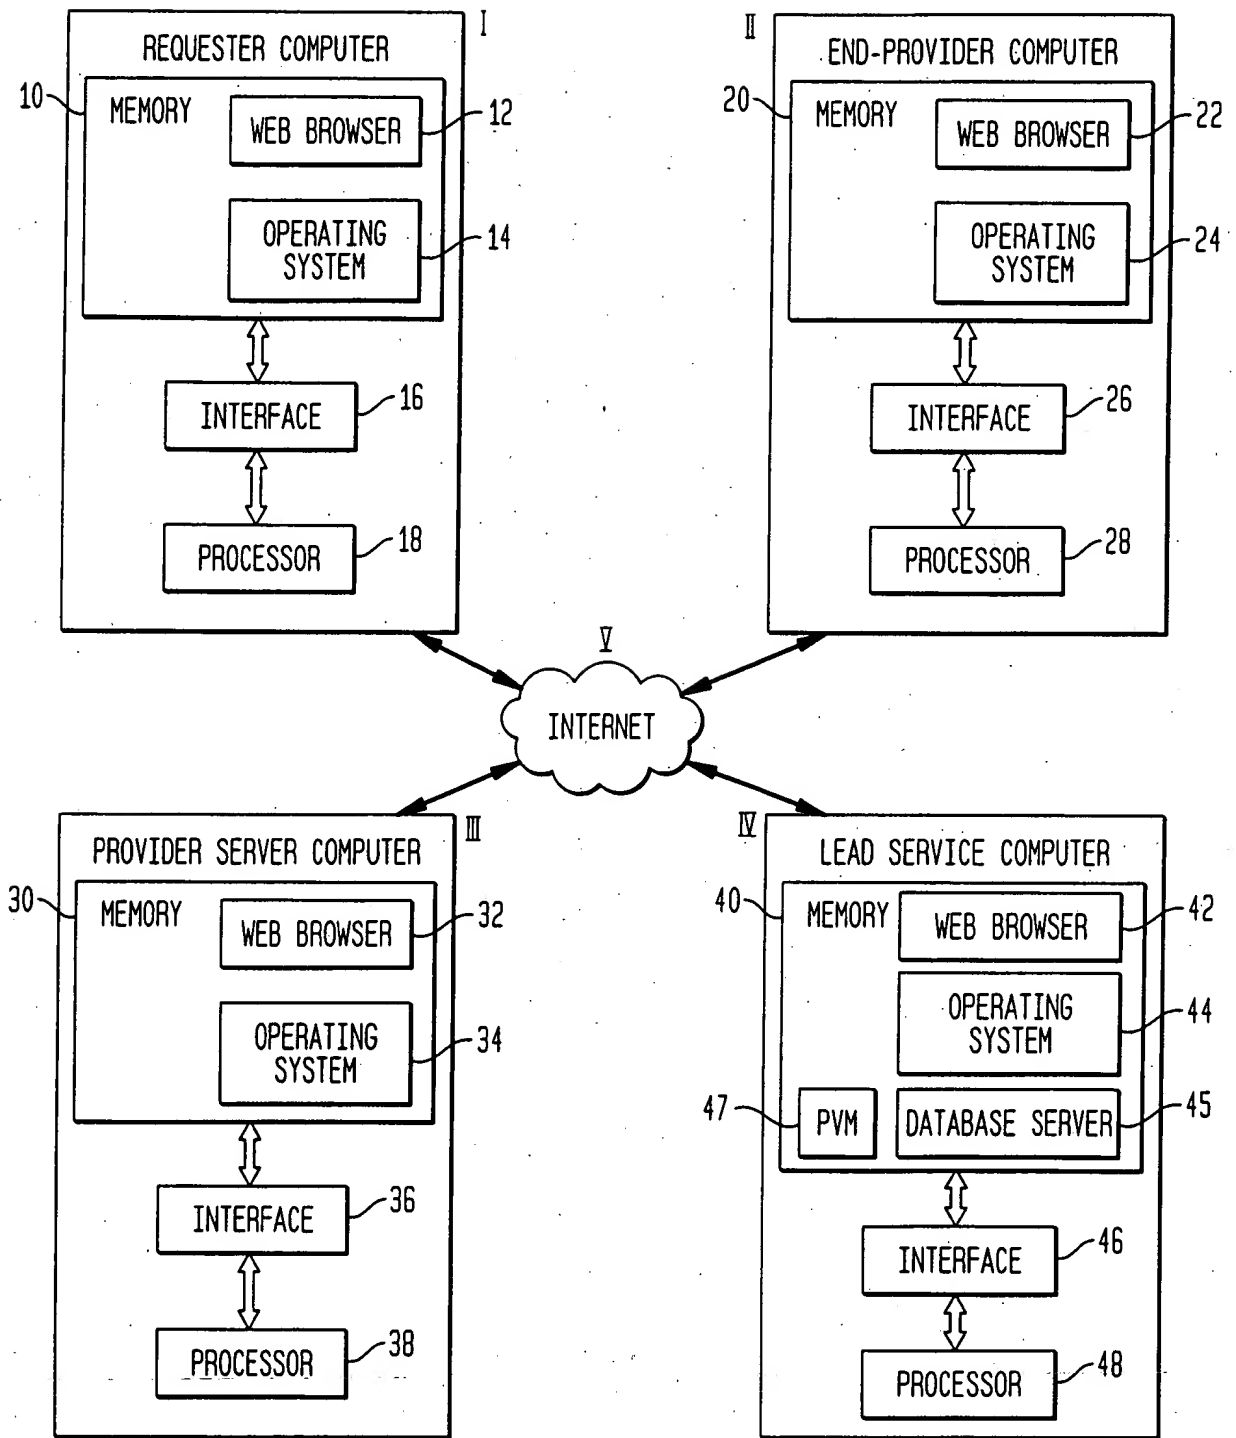 I
REQUESTER COMPUTER
10
MEMORY
WEB BROWSER
12
OPERATING
SYSTEM
14
INTERFACE
16
PROCESSOR
18
II
END-PROVIDER COMPUTER
20
MEMORY
WEB BROWSER
22
OPERATING
SYSTEM
24
INTERFACE
26
PROCESSOR
28
V
INTERNET
III
PROVIDER SERVER COMPUTER
30
MEMORY
WEB BROWSER
32
OPERATING
SYSTEM
34
INTERFACE
36
PROCESSOR
38
IV
LEAD SERVICE COMPUTER
40
MEMORY
WEB BROWSER
42
OPERATING
SYSTEM
44
47
PVM
DATABASE SERVER
45
INTERFACE
46
PROCESSOR
48